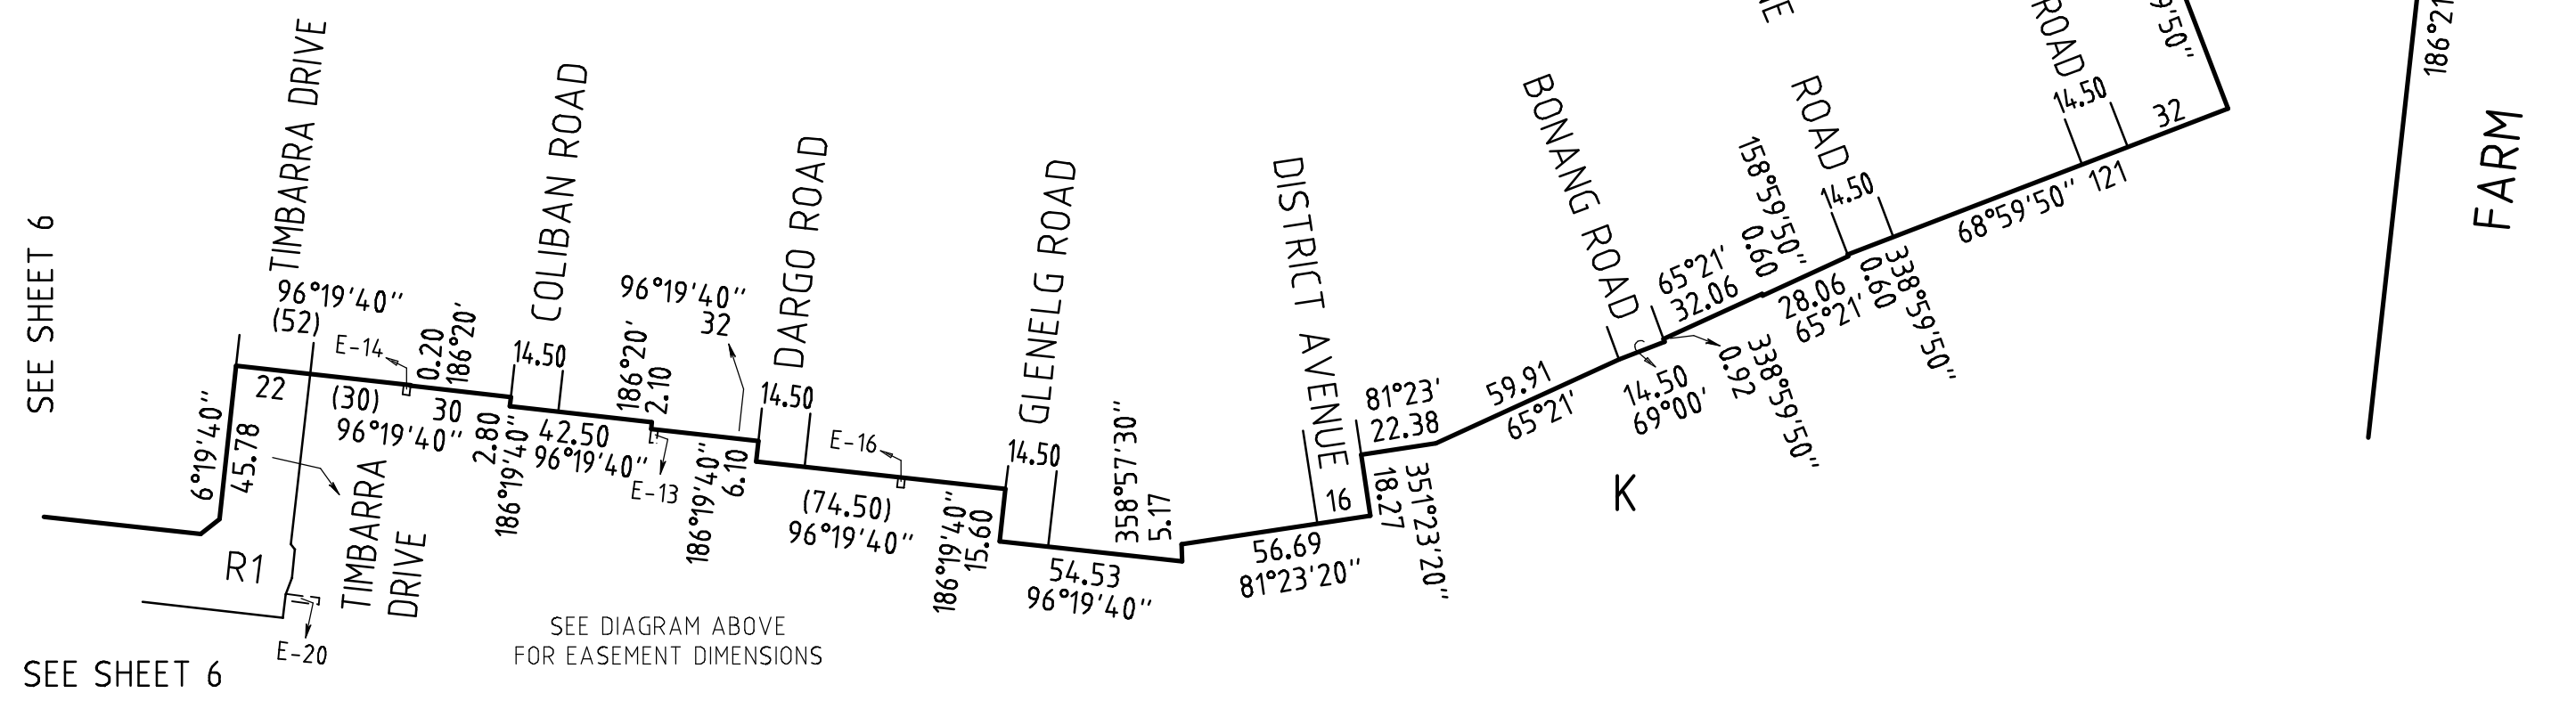 SEE SHEET 6
TIMBARRA DRIVE
96°19'40"
(52)
22
6°19'40"
45.78
E-14
(30)
0.20
186°20'
30
96°19'40"
TIMBARRA
DRIVE
R1
E-20
SEE SHEET 6
COLIBAN ROAD
14.50
2.80
186°19'40"
42.50
96°19'40"
186°20'
2.10
E-13
96°19'40"
32
DARGO ROAD
14.50
186°19'40"
6.10
E-16
(74.50)
96°19'40"
SEE DIAGRAM ABOVE
FOR EASEMENT DIMENSIONS
GLENELG ROAD
14.50
186°19'40"
15.60
54.53
96°19'40"
358°57'30"
5.17
DISTRICT AVENUE
16
56.69
81°23'20"
18.27
351°23'20"
81°23'
22.38
59.91
65°21'
BONANG ROAD
14.50
69°00'
65°21'
32.06
0.92
338°59'50"
K
158°59'50"
0.60
28.06
65°21'
NE
ROAD
14.50
0.60
338°59'50"
68°59'50" 121
ROAD
14.50
32
9'50"
186°21
FARM